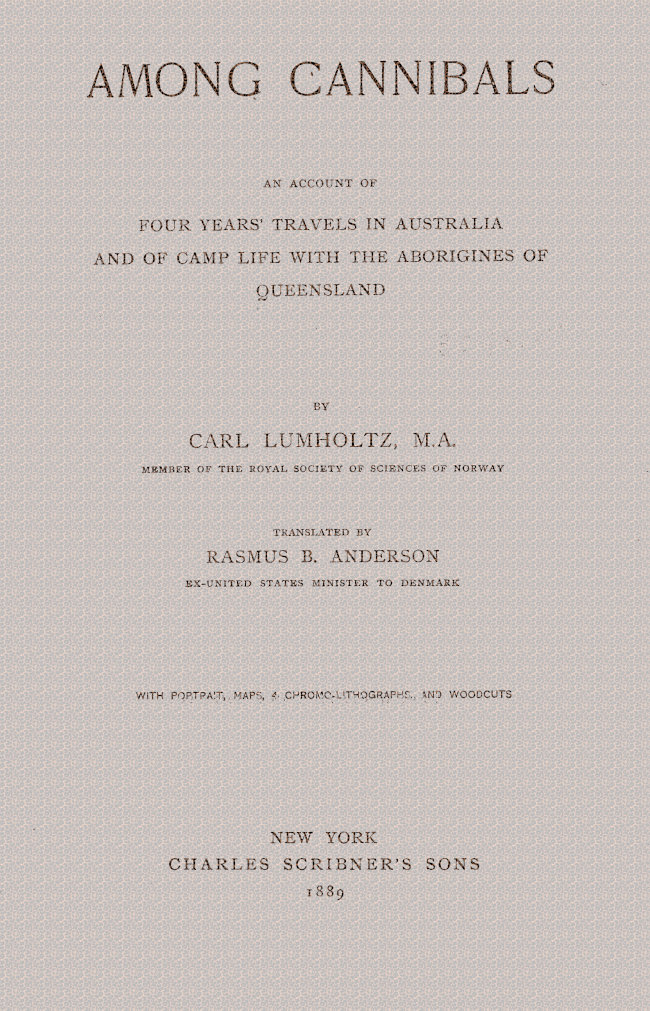 AMONG CANNIBALS
AN ACCOUNT OF
FOUR YEARS' TRAVELS IN AUSTRALIA
AND OF CAMP LIFE WITH THE ABORIGINES OF
QUEENSLAND
BY
CARL LUMHOLTZ, M.A.
MEMBER OF THE ROYAL SOCIETY OF SCIENCES OF NORWAY
TRANSLATED BY
RASMUS B. ANDERSON
EX-UNITED STATES MINISTER TO DENMARK
WITH PORTRAIT, MAPS, 4 CHROMO-LITHOGRAPHS, AND WOODCUTS
NEW YORK
CHARLES SCRIBNER'S SONS
1889